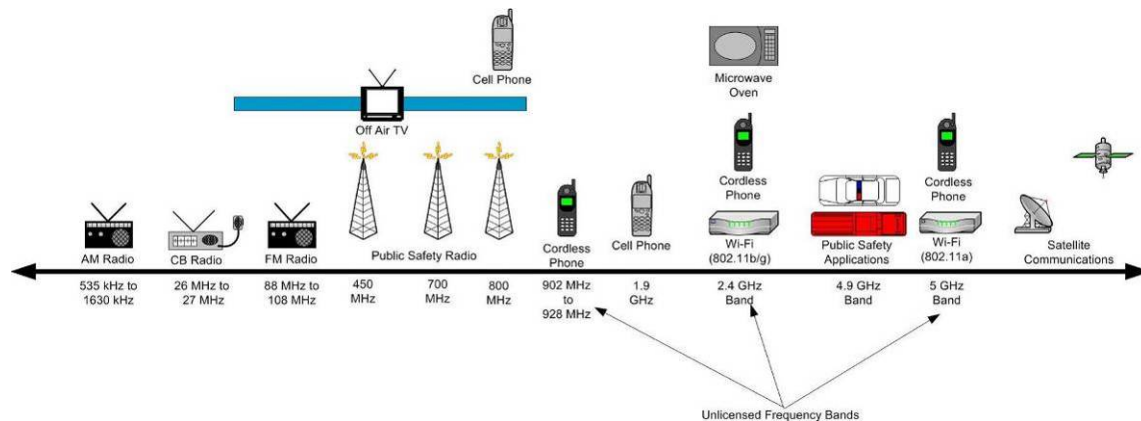 Cell Phone
Microwave
Oven
Off Air TV
Cordless
Phone
Cordless
Phone
AM Radio
CB Radio
FM Radio
Public Safety Radio
Cordless
Phone
Cell Phone
Wi-Fi
(802.11b/g)
Public Safety
Applications
Wi-Fi
(802.11a)
Satellite
Communications
535 kHz to
1630 kHz
26 MHz to
27 MHz
88 MHz to
108 MHz
450
MHz
700
MHz
800
MHz
902 MHz
to
928 MHz
1.9
GHz
2.4 GHz
Band
4.9 GHz
Band
5 GHz
Band
Unlicensed Frequency Bands